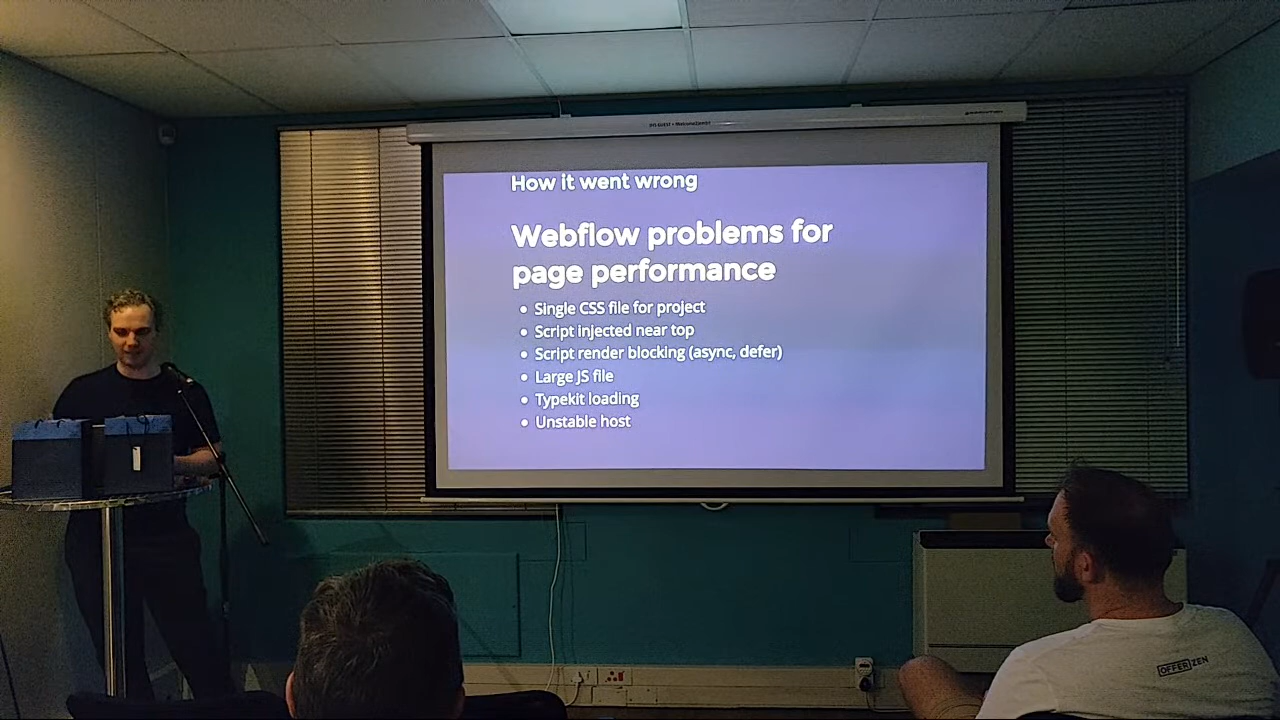 How it went wrong
Webflow problems for
page performance
• Single CSS file for project
• Script injected near top
• Script render blocking (async, defer)
• Large JS file
• Typekit loading
• Unstable host
OFFERZEN